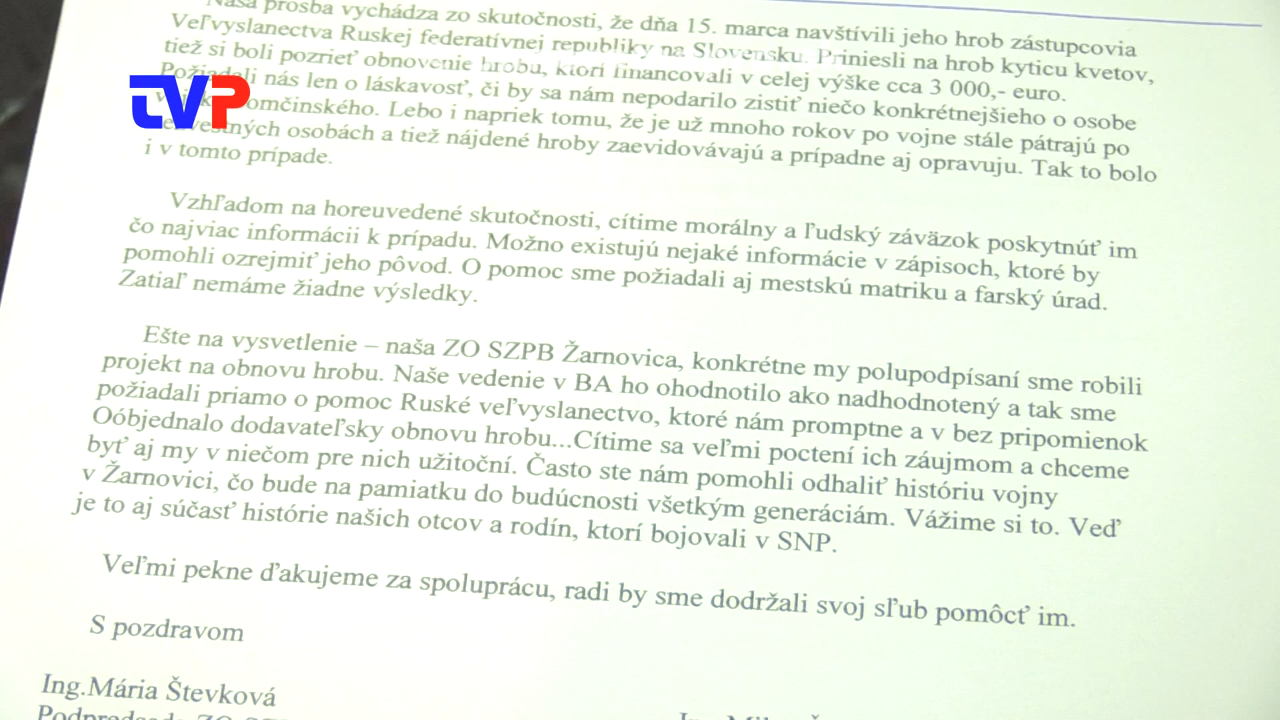 Naša prosba vychádza zo skutočnosti, že dňa 15. marca navštívili jeho hrob zástupcovia
Veľvyslanectva Ruskej federatívnej republiky na Slovensku. Priniesli na hrob kyticu kvetov,
tiež si boli pozrieť obnovenie hrobu, ktorí financovali v celej výške cca 3 000,- euro.
Požiadali nás len o láskavosť, či by sa nám nepodarilo zistiť niečo konkrétnejšieho o osobe
omčinského. Lebo i napriek tomu, že je už mnoho rokov po vojne stále pátrajú po
osobách a tiež nájdené hroby zaevidovávajú a prípadne aj opravuju. Tak to bolo
i v tomto prípade.
TVP
Vzhľadom na horeuvedené skutočnosti, cítime morálny a ľudský záväzok poskytnúť im
čo najviac informácii k prípadu. Možno existujú nejaké informácie v zápisoch, ktoré by
pomohli ozrejmiť jeho pôvod. O pomoc sme požiadali aj mestskú matriku a farský úrad.
Zatiaľ nemáme žiadne výsledky.
Ešte na vysvetlenie – naša ZO SZPB Žarnovica, konkrétne my polupodpísaní sme robili
projekt na obnovu hrobu. Naše vedenie v BA ho ohodnotilo ako nadhodnotený a tak sme
požiadali priamo o pomoc Ruské veľvyslanectvo, ktoré nám promptne a v bez pripomienok
Oóbjednalo dodavateľsky obnovu hrobu...Cítime sa veľmi poctení ich záujmom a chceme
byť aj my v niečom pre nich užitoční. Často ste nám pomohli odhaliť históriu vojny
v Žarnovici, čo bude na pamiatku do budúcnosti všetkým generáciám. Vážime si to. Veď
je to aj súčasť histórie našich otcov a rodín, ktorí bojovali v SNP.
Veľmi pekne ďakujeme za spoluprácu, radi by sme dodržali svoj sľub pomôcť im.
S pozdravom
Ing.Mária Števková